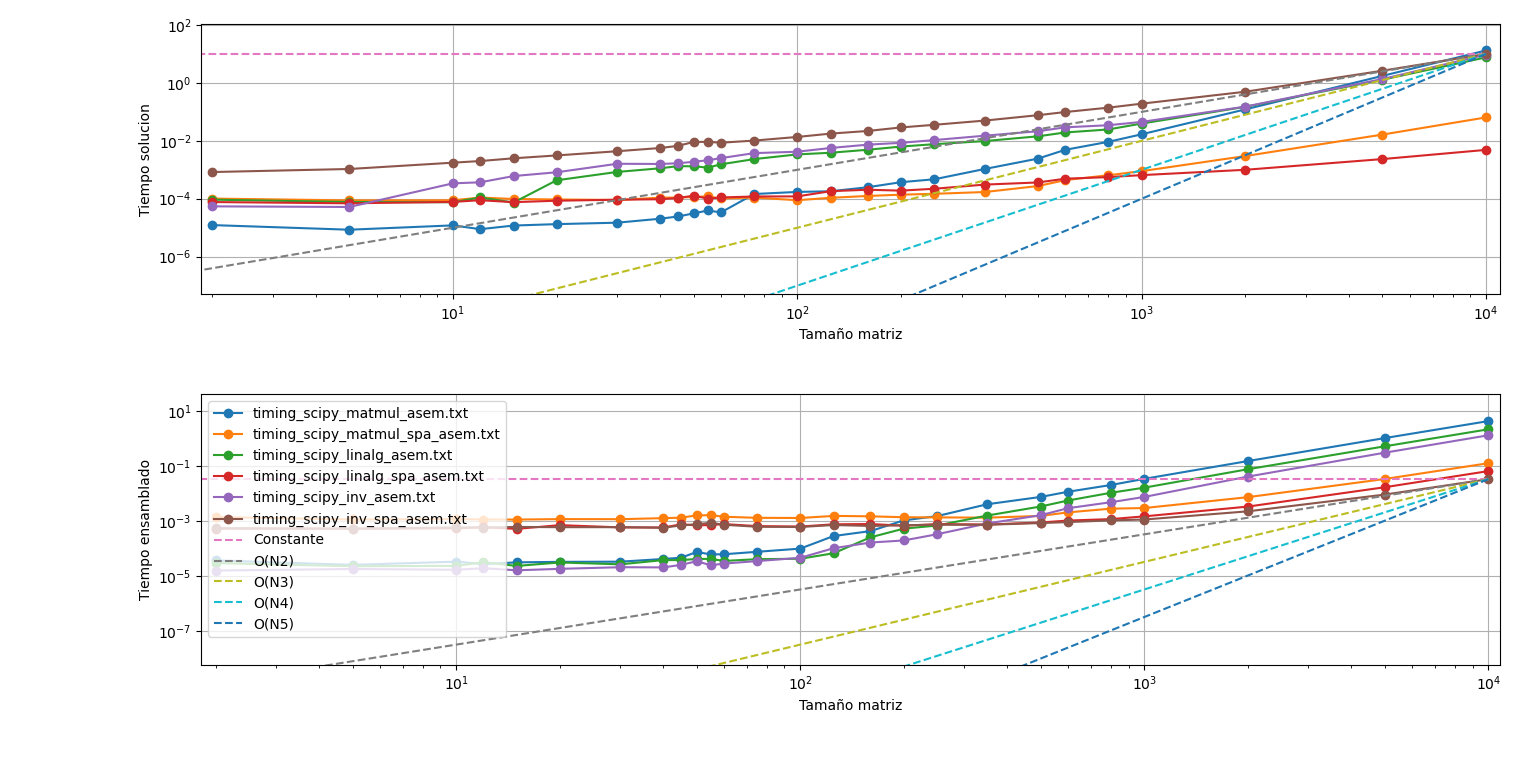 10²
10⁰
10⁻²
10⁻⁴
10⁻⁶
Tiempo solucion
10¹
10²
10³
10⁴
Tamaño matriz
10¹
10⁻¹
10⁻³
10⁻⁵
10⁻⁷
Tiempo ensamblado
timing_scipy_matmul_asem.txt
timing_scipy_matmul_spa_asem.txt
timing_scipy_linalg_asem.txt
timing_scipy_linalg_spa_asem.txt
timing_scipy_inv_asem.txt
timing_scipy_inv_spa_asem.txt
Constante
O(N2)
O(N3)
O(N4)
O(N5)
10¹
10²
10³
10⁴
Tamaño matriz